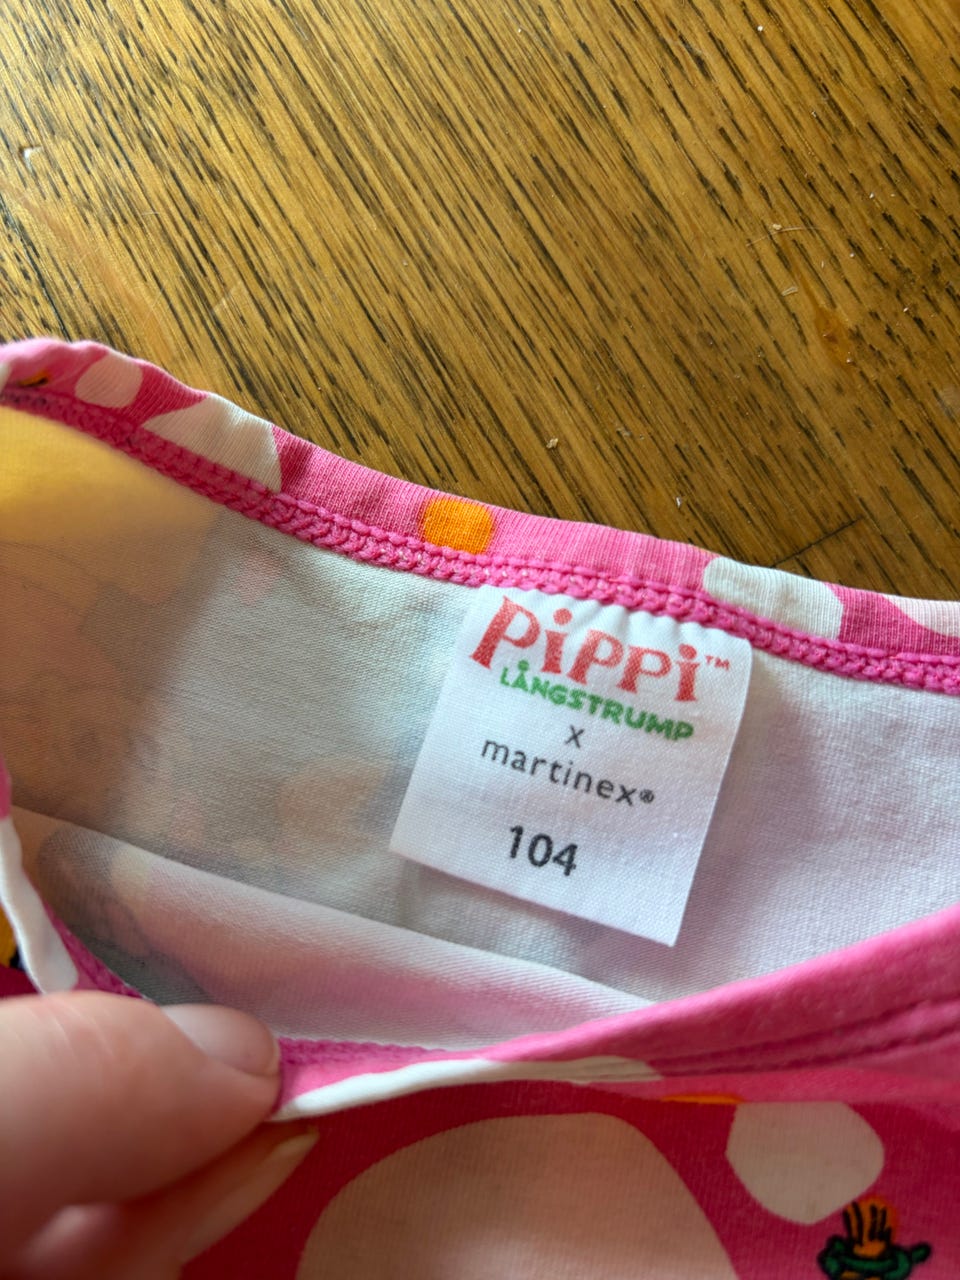 Pippi™
LÅNGSTRUMP
x
martinex®
104